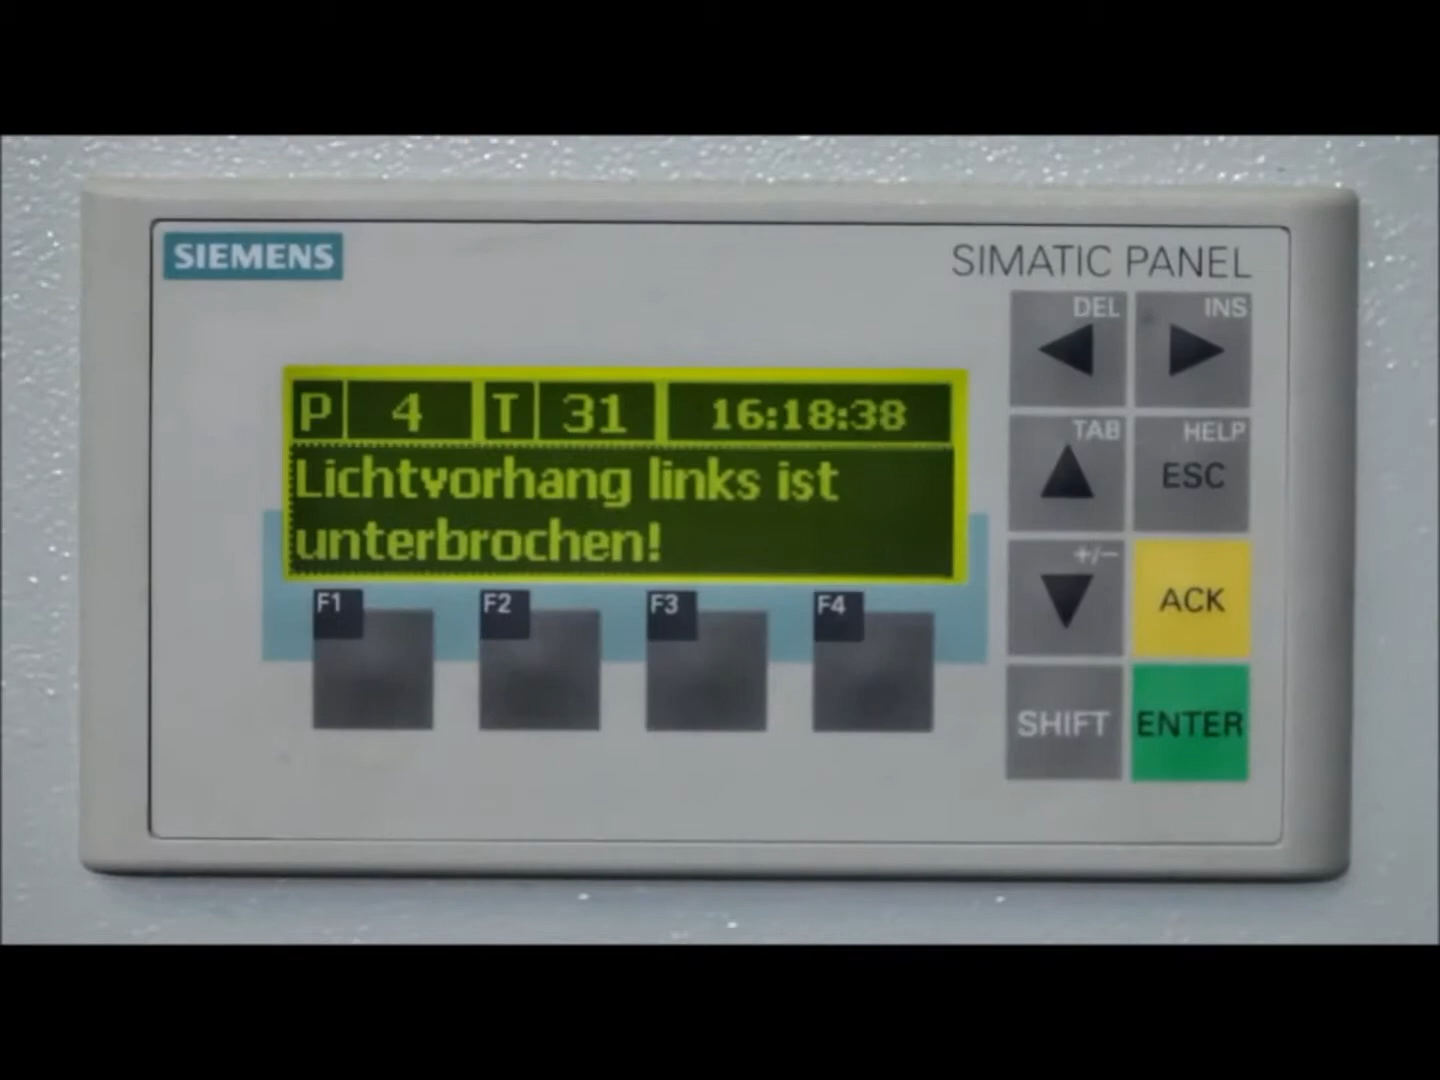 SIEMENS
SIMATIC PANEL
P 4 T 31 16:18:38
Lichtvorhang links ist
unterbrochen!
F1 F2 F3 F4
DEL INS
TAB HELP
ESC
+/-
ACK
SHIFT ENTER